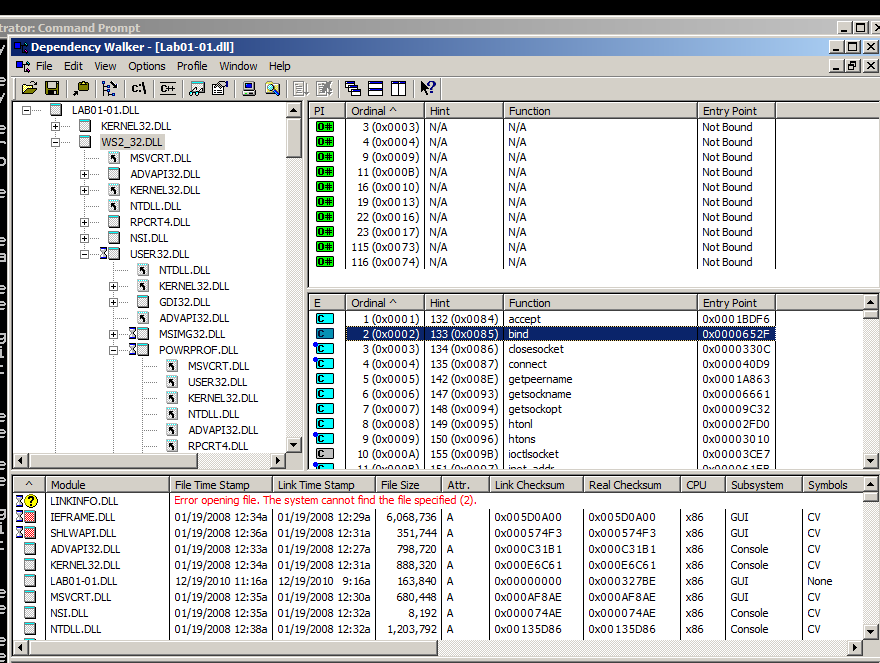 trator: Command Prompt
Dependency Walker - [Lab01-01.dll]
File Edit View Options Profile Window Help
c:\ C++
LAB01-01.DLL
KERNEL32.DLL
WS2_32.DLL
MSVCRT.DLL
ADVAPI32.DLL
KERNEL32.DLL
NTDLL.DLL
RPCRT4.DLL
NSI.DLL
USER32.DLL
NTDLL.DLL
KERNEL32.DLL
GDI32.DLL
ADVAPI32.DLL
MSIMG32.DLL
POWRPROF.DLL
MSVCRT.DLL
USER32.DLL
KERNEL32.DLL
NTDLL.DLL
ADVAPI32.DLL
RPCRT4.DLL
PI Ordinal ^ Hint Function Entry Point
O# 3 (0x0003) N/A N/A Not Bound
O# 4 (0x0004) N/A N/A Not Bound
O# 9 (0x0009) N/A N/A Not Bound
O# 11 (0x000B) N/A N/A Not Bound
O# 16 (0x0010) N/A N/A Not Bound
O# 19 (0x0013) N/A N/A Not Bound
O# 22 (0x0016) N/A N/A Not Bound
O# 23 (0x0017) N/A N/A Not Bound
O# 115 (0x0073) N/A N/A Not Bound
O# 116 (0x0074) N/A N/A Not Bound
E Ordinal ^ Hint Function Entry Point
C 1 (0x0001) 132 (0x0084) accept 0x0001BDF6
C 2 (0x0002) 133 (0x0085) bind 0x0000652F
C 3 (0x0003) 134 (0x0086) closesocket 0x0000330C
C 4 (0x0004) 135 (0x0087) connect 0x000040D9
C 5 (0x0005) 142 (0x008E) getpeername 0x0001A863
C 6 (0x0006) 147 (0x0093) getsockname 0x00006661
C 7 (0x0007) 148 (0x0094) getsockopt 0x00009C32
C 8 (0x0008) 149 (0x0095) htonl 0x00002FD0
C 9 (0x0009) 150 (0x0096) htons 0x00003010
C 10 (0x000A) 155 (0x009B) ioctlsocket 0x00003CE7
C 11 (0x000B) 151 (0x0097) inet_addr
^ Module File Time Stamp Link Time Stamp File Size Attr. Link Checksum Real Checksum CPU Subsystem Symbols
? LINKINFO.DLL Error opening file. The system cannot find the file specified (2).
IEFRAME.DLL 01/19/2008 12:34a 01/19/2008 12:29a 6,068,736 A 0x005D0A00 0x005D0A00 x86 GUI CV
SHLWAPI.DLL 01/19/2008 12:36a 01/19/2008 12:31a 351,744 A 0x000574F3 0x000574F3 x86 GUI CV
ADVAPI32.DLL 01/19/2008 12:33a 01/19/2008 12:27a 798,720 A 0x000C31B1 0x000C31B1 x86 Console CV
KERNEL32.DLL 01/19/2008 12:34a 01/19/2008 12:31a 888,320 A 0x000E6C61 0x000E6C61 x86 Console CV
LAB01-01.DLL 12/19/2010 11:16a 12/19/2010 9:16a 163,840 A 0x00000000 0x000327BE x86 GUI None
MSVCRT.DLL 01/19/2008 12:35a 01/19/2008 12:30a 680,448 A 0x000AF8AE 0x000AF8AE x86 GUI CV
NSI.DLL 01/19/2008 12:35a 01/19/2008 12:32a 8,192 A 0x000074AE 0x000074AE x86 Console CV
NTDLL.DLL 01/19/2008 12:38a 01/19/2008 12:32a 1,203,792 A 0x00135D86 0x00135D86 x86 Console CV